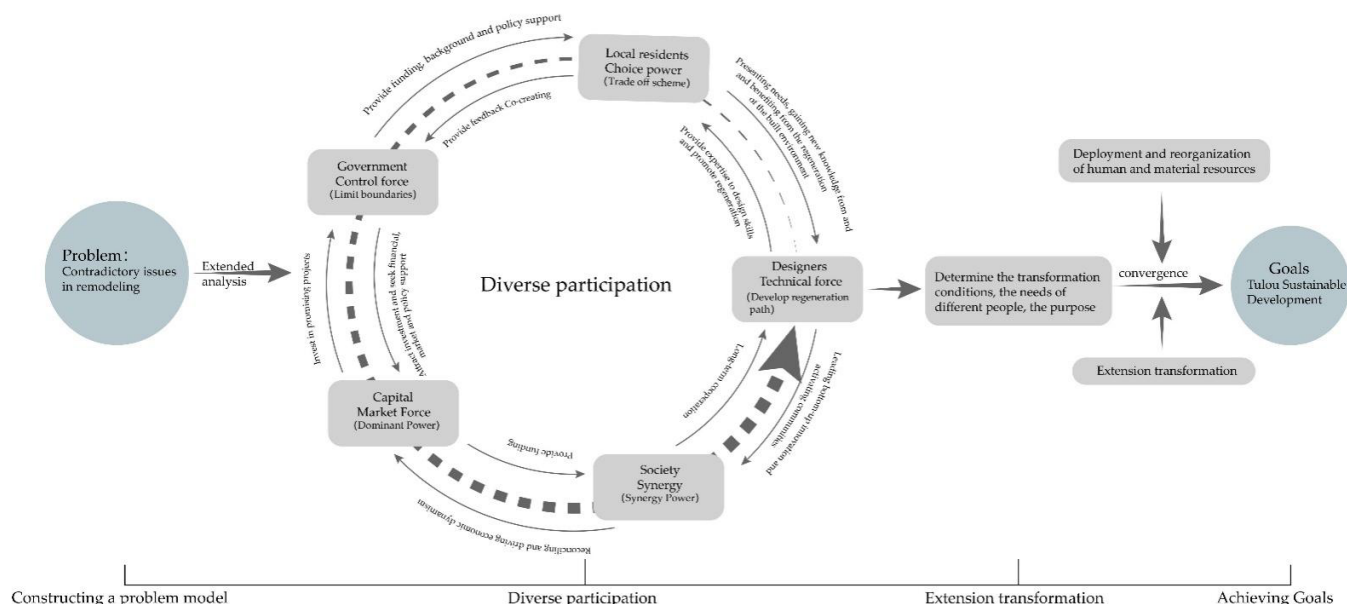 Problem:
Contradictory issues
in remodeling
Extended
analysis
Provide funding, background and policy support
Provide feedback Co-creating
Local residents
Choice power
(Trade off scheme)
Presenting needs, gaining new knowledge from and
and benefiting from the regeneration
of the built environment
Provide expertise to design skills
and promote regeneration
Government
Control force
(Limit boundaries)
Invest in promising projects
Attract investment and seek financial,
market and policy support
Diverse participation
Designers
Technical force
(Develop regeneration
path)
Capital
Market Force
(Dominant Power)
Provide funding
Reconciling and driving economic dynamism
Society
Synergy
(Synergy Power)
Long-term cooperation
Leading bottom-up innovation and
activating communities
Determine the transformation
conditions, the needs of
different people, the purpose
Deployment and reorganization
of human and material resources
convergence
Extension transformation
Goals
Tulou Sustainable
Development
Constructing a problem model
Diverse participation
Extension transformation
Achieving Goals